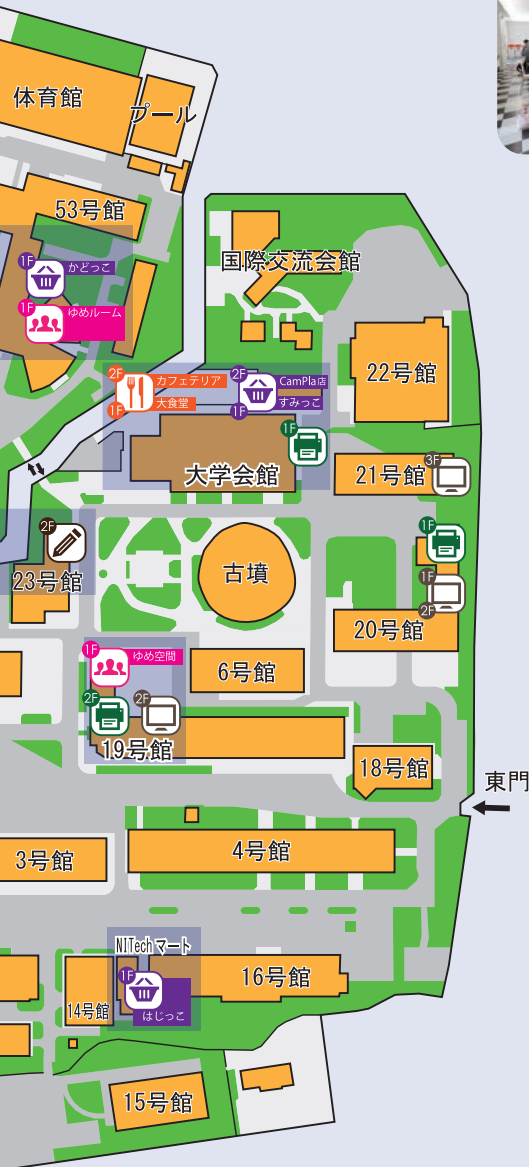 体育館
プール
53号館
1F かどっこ
1F ゆめルーム
国際交流会館
22号館
2F カフェテリア
1F 大食堂
2F CamPla店
1F すみっこ
1F
大学会館
21号館
3F
2F
23号館
古墳
1F
1F
2F
20号館
1F ゆめ空間
6号館
2F
2F
19号館
18号館
東門
3号館
4号館
NITech マート
1F
はじっこ
16号館
14号館
15号館